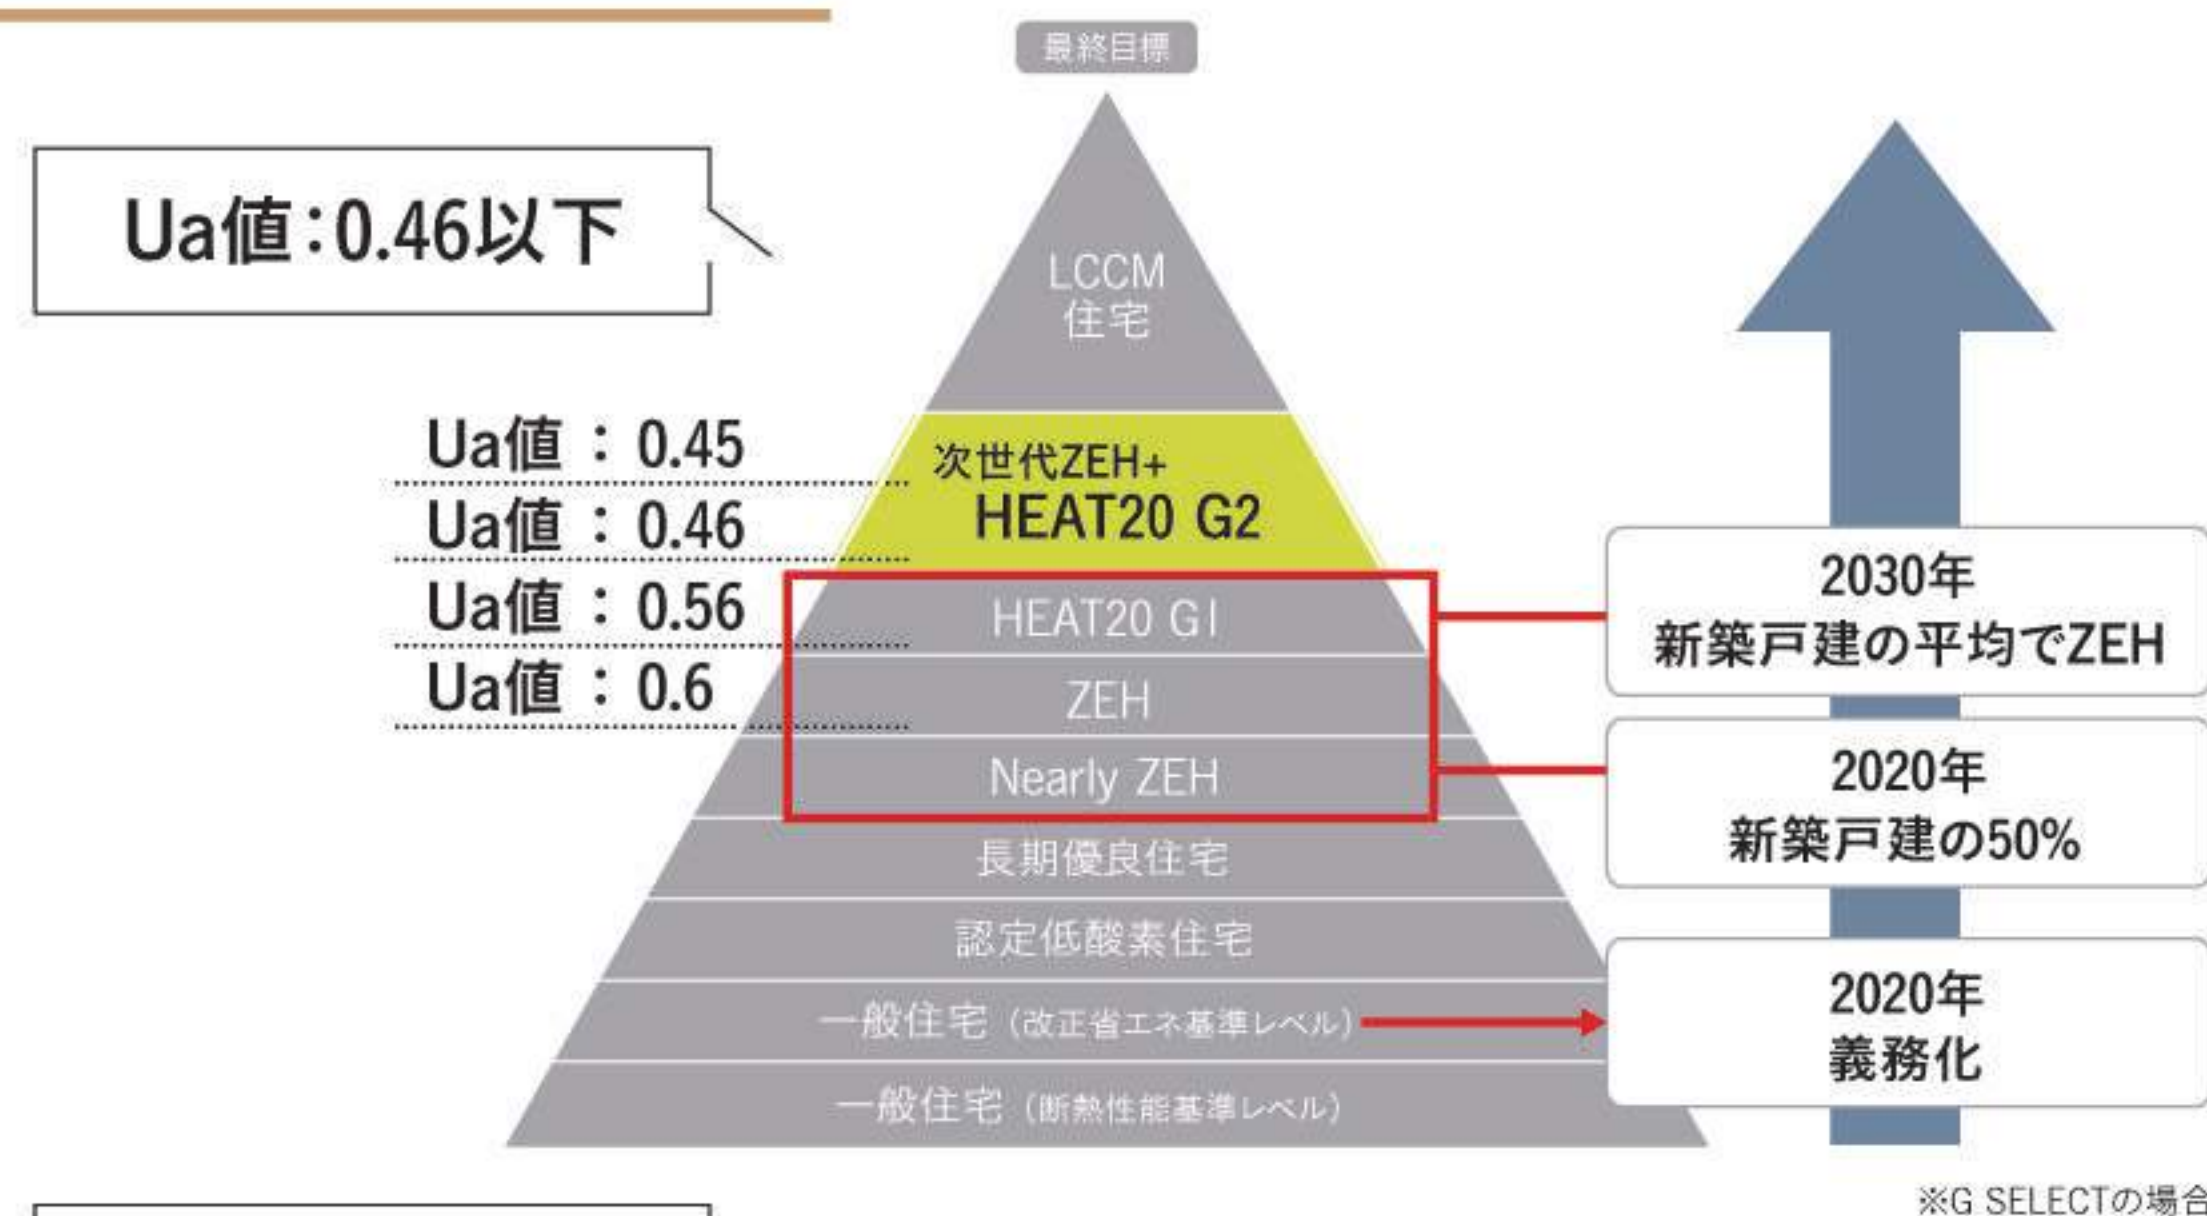 最終目標
Ua値：0.46以下
LCCM
住宅
Ua値：0.45
Ua値：0.46
Ua値：0.56
Ua値：0.6
次世代ZEH+
HEAT20 G2
HEAT20 G1
ZEH
Nearly ZEH
長期優良住宅
認定低酸素住宅
一般住宅（改正省エネ基準レベル）
一般住宅（断熱性能基準レベル）
2030年
新築戸建の平均でZEH
2020年
新築戸建の50%
2020年
義務化
※G SELECTの場合